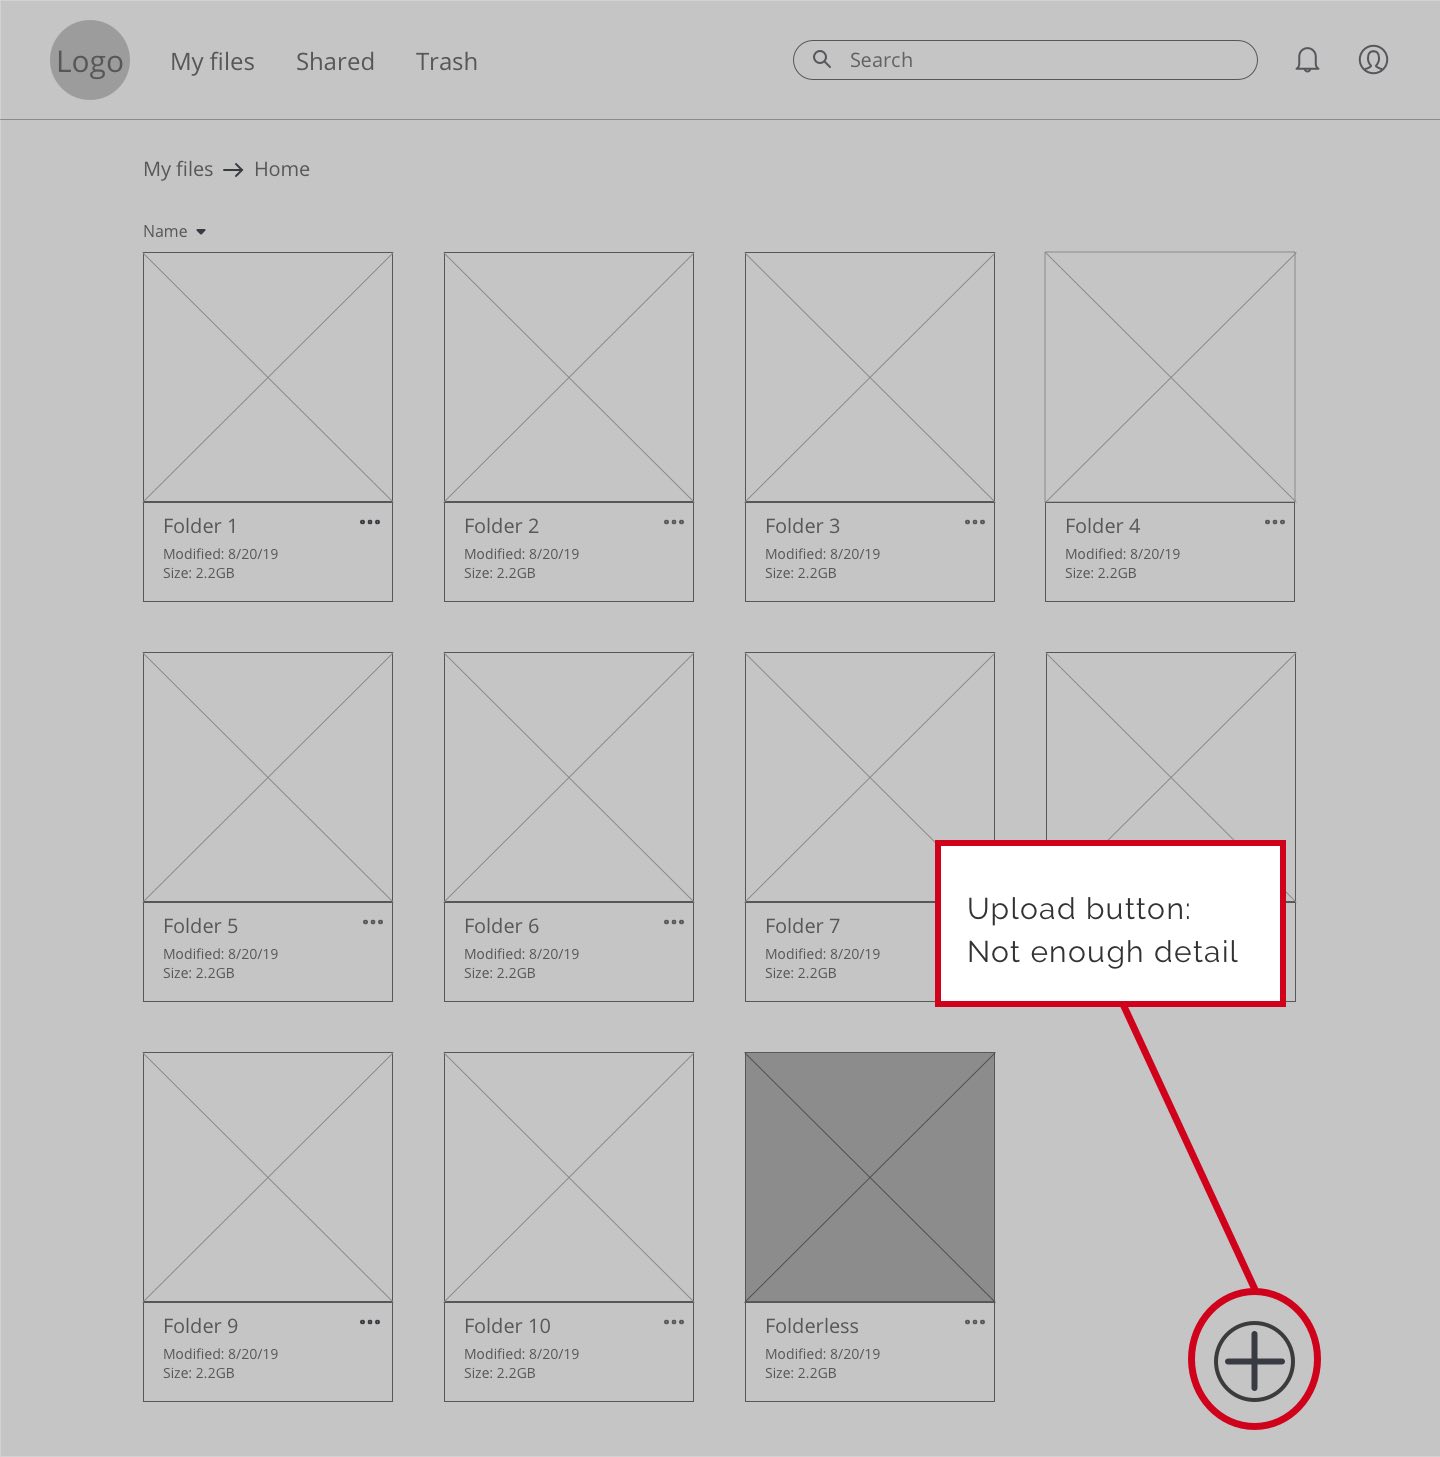 Logo
My files
Shared
Trash
Search
My files
Home
Name
Folder 1
Modified: 8/20/19
Size: 2.2GB
Folder 2
Modified: 8/20/19
Size: 2.2GB
Folder 3
Modified: 8/20/19
Size: 2.2GB
Folder 4
Modified: 8/20/19
Size: 2.2GB
Folder 5
Modified: 8/20/19
Size: 2.2GB
Folder 6
Modified: 8/20/19
Size: 2.2GB
Folder 7
Modified: 8/20/19
Size: 2.2GB
Upload button:
Not enough detail
Folder 9
Modified: 8/20/19
Size: 2.2GB
Folder 10
Modified: 8/20/19
Size: 2.2GB
Folderless
Modified: 8/20/19
Size: 2.2GB